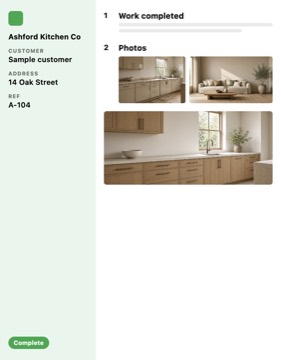 Ashford Kitchen Co
CUSTOMER
Sample customer
ADDRESS
14 Oak Street
REF
A-104
Complete
1 Work completed
2 Photos